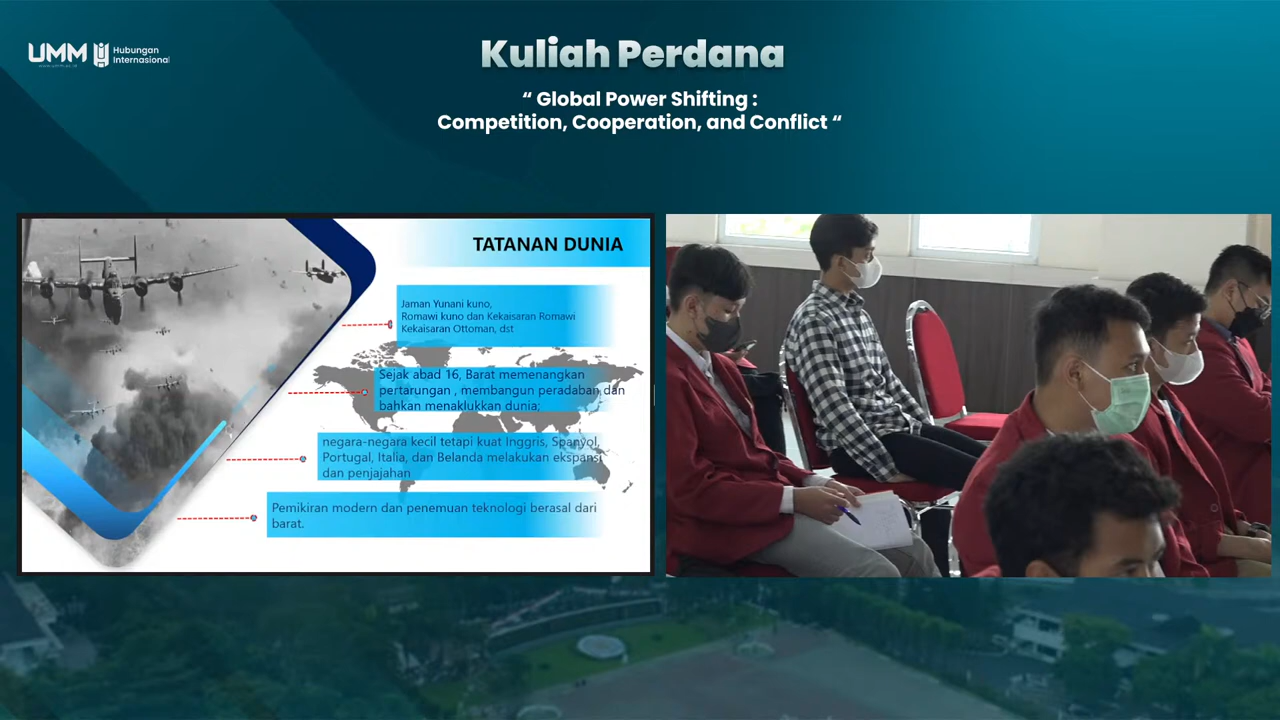 UMM
Hubungan
Internasional
Kuliah Perdana
“ Global Power Shifting :
Competition, Cooperation, and Conflict “
TATANAN DUNIA
Jaman Yunani kuno,
Romawi kuno dan Kekaisaran Romawi
Kekaisaran Ottoman, dst
Sejak abad 16, Barat memenangkan
pertarungan , membangun peradaban dan
bahkan menaklukkan dunia;
negara-negara kecil tetapi kuat Inggris, Spanyol,
Portugal, Italia, dan Belanda melakukan ekspansi
dan penjajahan
Pemikiran modern dan penemuan teknologi berasal dari
barat.